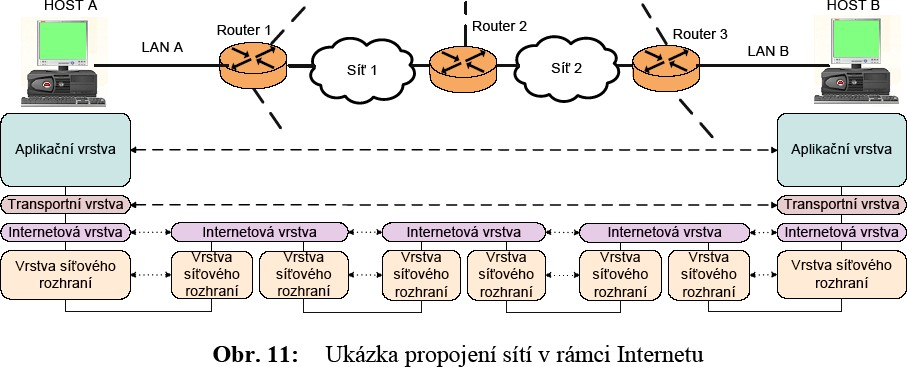 HOST A
HOST B
Router 1
Router 2
Router 3
LAN A
LAN B
Síť 1
Síť 2
Aplikační vrstva
Aplikační vrstva
Transportní vrstva
Transportní vrstva
Internetová vrstva
Internetová vrstva
Internetová vrstva
Internetová vrstva
Internetová vrstva
Vrstva síťového
rozhraní
Vrstva
síťového
rozhraní
Vrstva
síťového
rozhraní
Vrstva
síťového
rozhraní
Vrstva
síťového
rozhraní
Vrstva
síťového
rozhraní
Vrstva
síťového
rozhraní
Vrstva síťového
rozhraní
Obr. 11: Ukázka propojení sítí v rámci Internetu